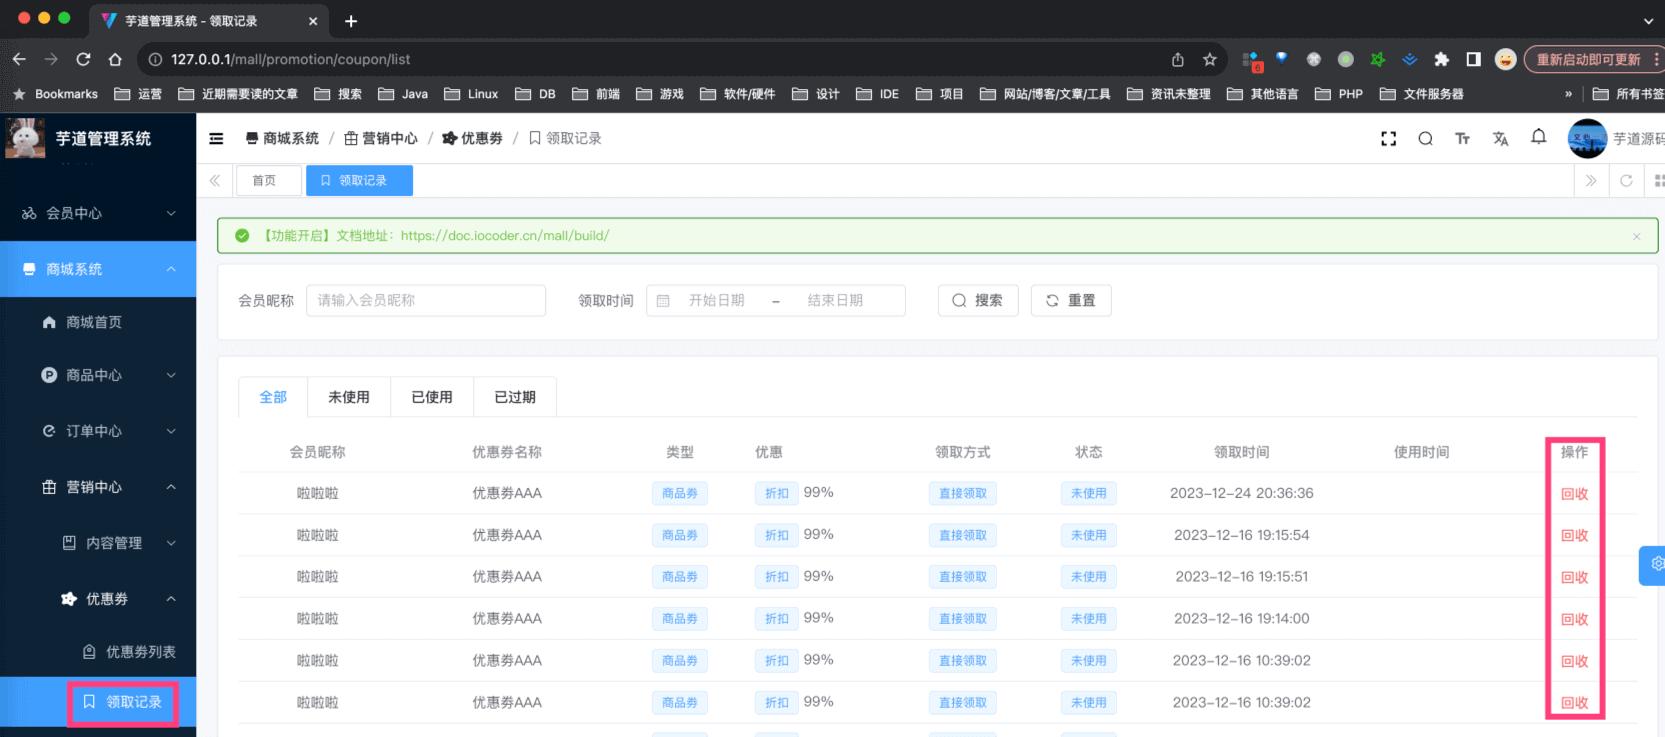 芋道管理系统 - 领取记录
127.0.0.1/mall/promotion/coupon/list
6
重新启动即可更新
Bookmarks 运营 近期需要读的文章 搜索 Java Linux DB 前端 游戏 软件/硬件 设计 IDE 项目 网站/博客/文章/工具 资讯未整理 其他语言 PHP 文件服务器 » 所有书签
芋道管理系统
商城系统 / 营销中心 / 优惠券 / 领取记录
芋道源码
首页 领取记录
会员中心
商城系统
商城首页
商品中心
订单中心
营销中心
内容管理
优惠劵
优惠劵列表
领取记录
【功能开启】文档地址：https://doc.iocoder.cn/mall/build/
会员昵称 请输入会员昵称 领取时间 开始日期 - 结束日期 搜索 重置
全部 未使用 已使用 已过期
会员昵称 优惠券名称 类型 优惠 领取方式 状态 领取时间 使用时间 操作
啦啦啦 优惠劵AAA 商品劵 折扣 99% 直接领取 未使用 2023-12-24 20:36:36 回收
啦啦啦 优惠劵AAA 商品劵 折扣 99% 直接领取 未使用 2023-12-16 19:15:54 回收
啦啦啦 优惠劵AAA 商品劵 折扣 99% 直接领取 未使用 2023-12-16 19:15:51 回收
啦啦啦 优惠劵AAA 商品劵 折扣 99% 直接领取 未使用 2023-12-16 19:14:00 回收
啦啦啦 优惠劵AAA 商品劵 折扣 99% 直接领取 未使用 2023-12-16 10:39:02 回收
啦啦啦 优惠劵AAA 商品劵 折扣 99% 直接领取 未使用 2023-12-16 10:39:02 回收